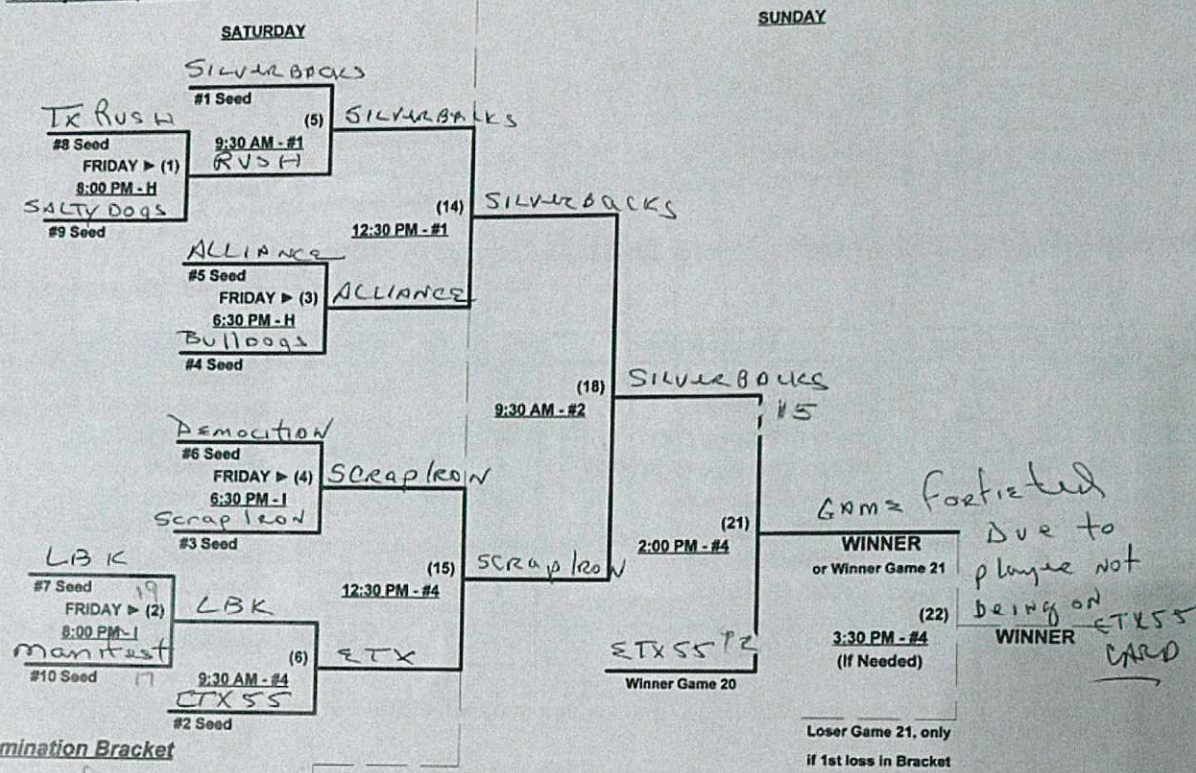 SATURDAY
SUNDAY
SILVERBACKS
#1 Seed
TX RUSH
#8 Seed
(5)
9:30 AM - #1
SILVERBACKS
FRIDAY ► (1)
8:00 PM - H
RUSH
SALTY DOGS
#9 Seed
(14)
12:30 PM - #1
SILVERBACKS
ALLIANCE
#5 Seed
FRIDAY ► (3)
6:30 PM - H
ALLIANCE
Bulldogs
#4 Seed
(18)
9:30 AM - #2
SILVERBACKS
15
DEMOLITION
#6 Seed
FRIDAY ► (4)
6:30 PM - I
SCRAP IRON
Scrap Iron
#3 Seed
(15)
12:30 PM - #4
SCRAP IRON
(21)
2:00 PM - #4
LBK
#7 Seed 19
FRIDAY ► (2)
8:00 PM - I
LBK
Manifest
#10 Seed 17
(6)
9:30 AM - #4
ETX
ETX 55
#2 Seed
ETX 55 12
Winner Game 20
GAME Forfieted
Due to
player Not
being on
ETX 55
CARD
WINNER
or Winner Game 21
(22)
3:30 PM - #4
(If Needed)
WINNER
Loser Game 21, only
if 1st loss in Bracket
mination Bracket